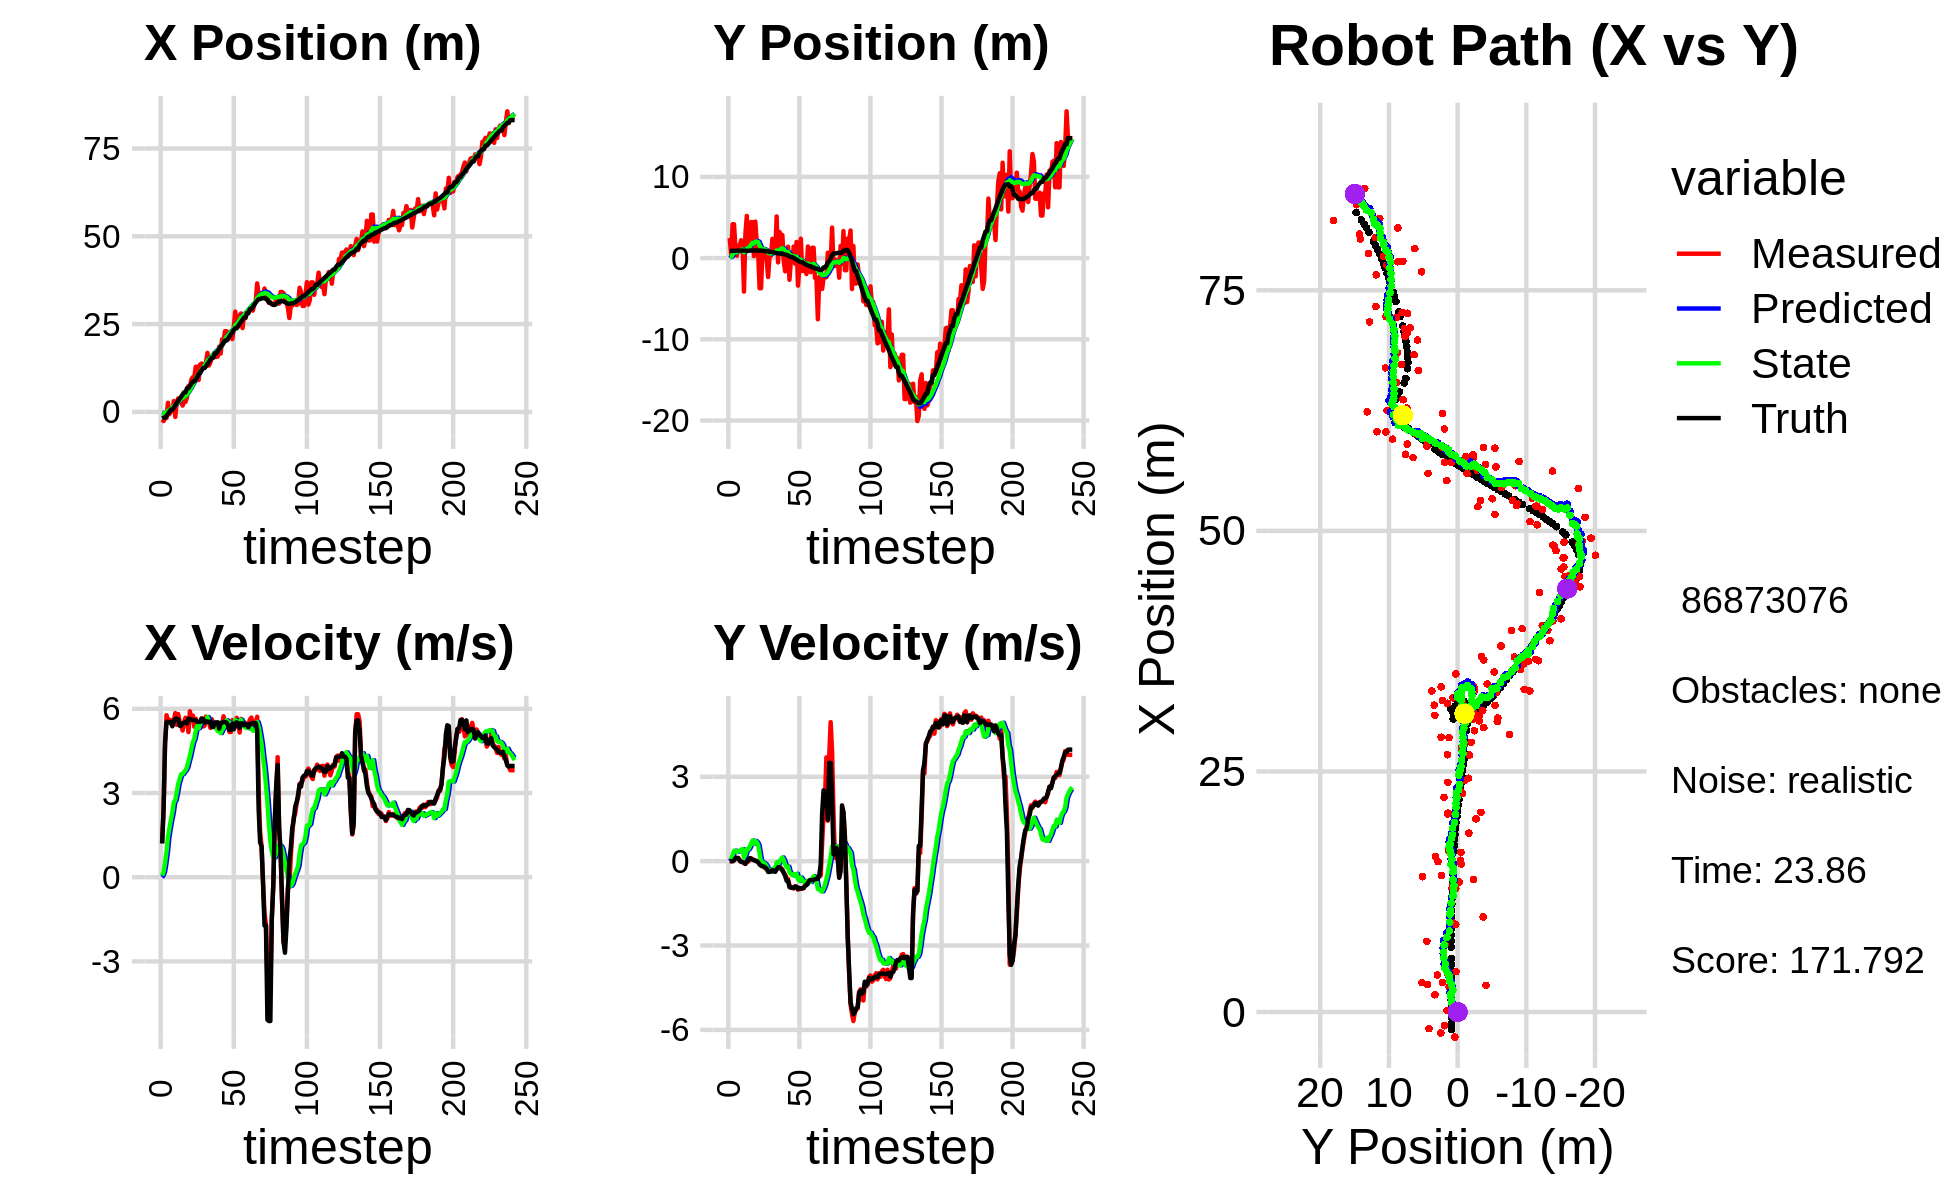 X Position (m)
75
50
25
0
0 50 100 150 200 250
timestep
Y Position (m)
10
0
-10
-20
0 50 100 150 200 250
timestep
X Velocity (m/s)
6
3
0
-3
0 50 100 150 200 250
timestep
Y Velocity (m/s)
3
0
-3
-6
0 50 100 150 200 250
timestep
Robot Path (X vs Y)
X Position (m)
75
50
25
0
20 10 0 -10 -20
Y Position (m)
variable
Measured
Predicted
State
Truth
86873076
Obstacles: none
Noise: realistic
Time: 23.86
Score: 171.792